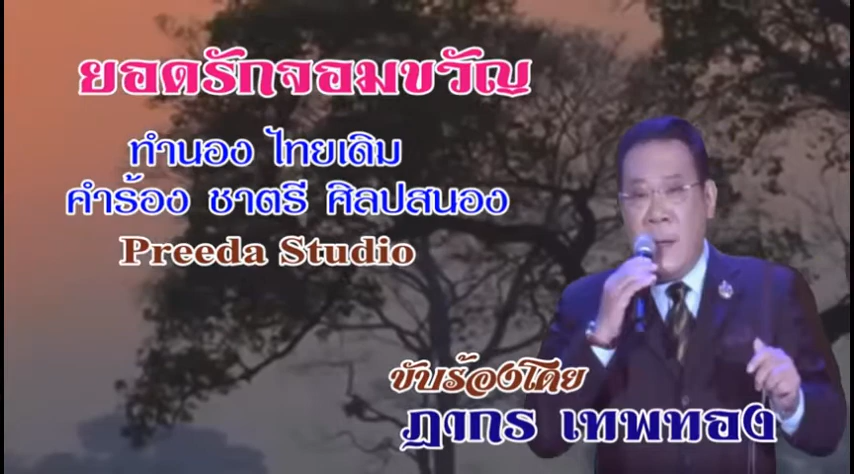 ยอดรักจอมขวัญ
ทำนอง ไทยเดิม
คำร้อง ชาตรี ศิลปสนอง
Preeda Studio
ขับร้องโดย
ภากร เทพทอง